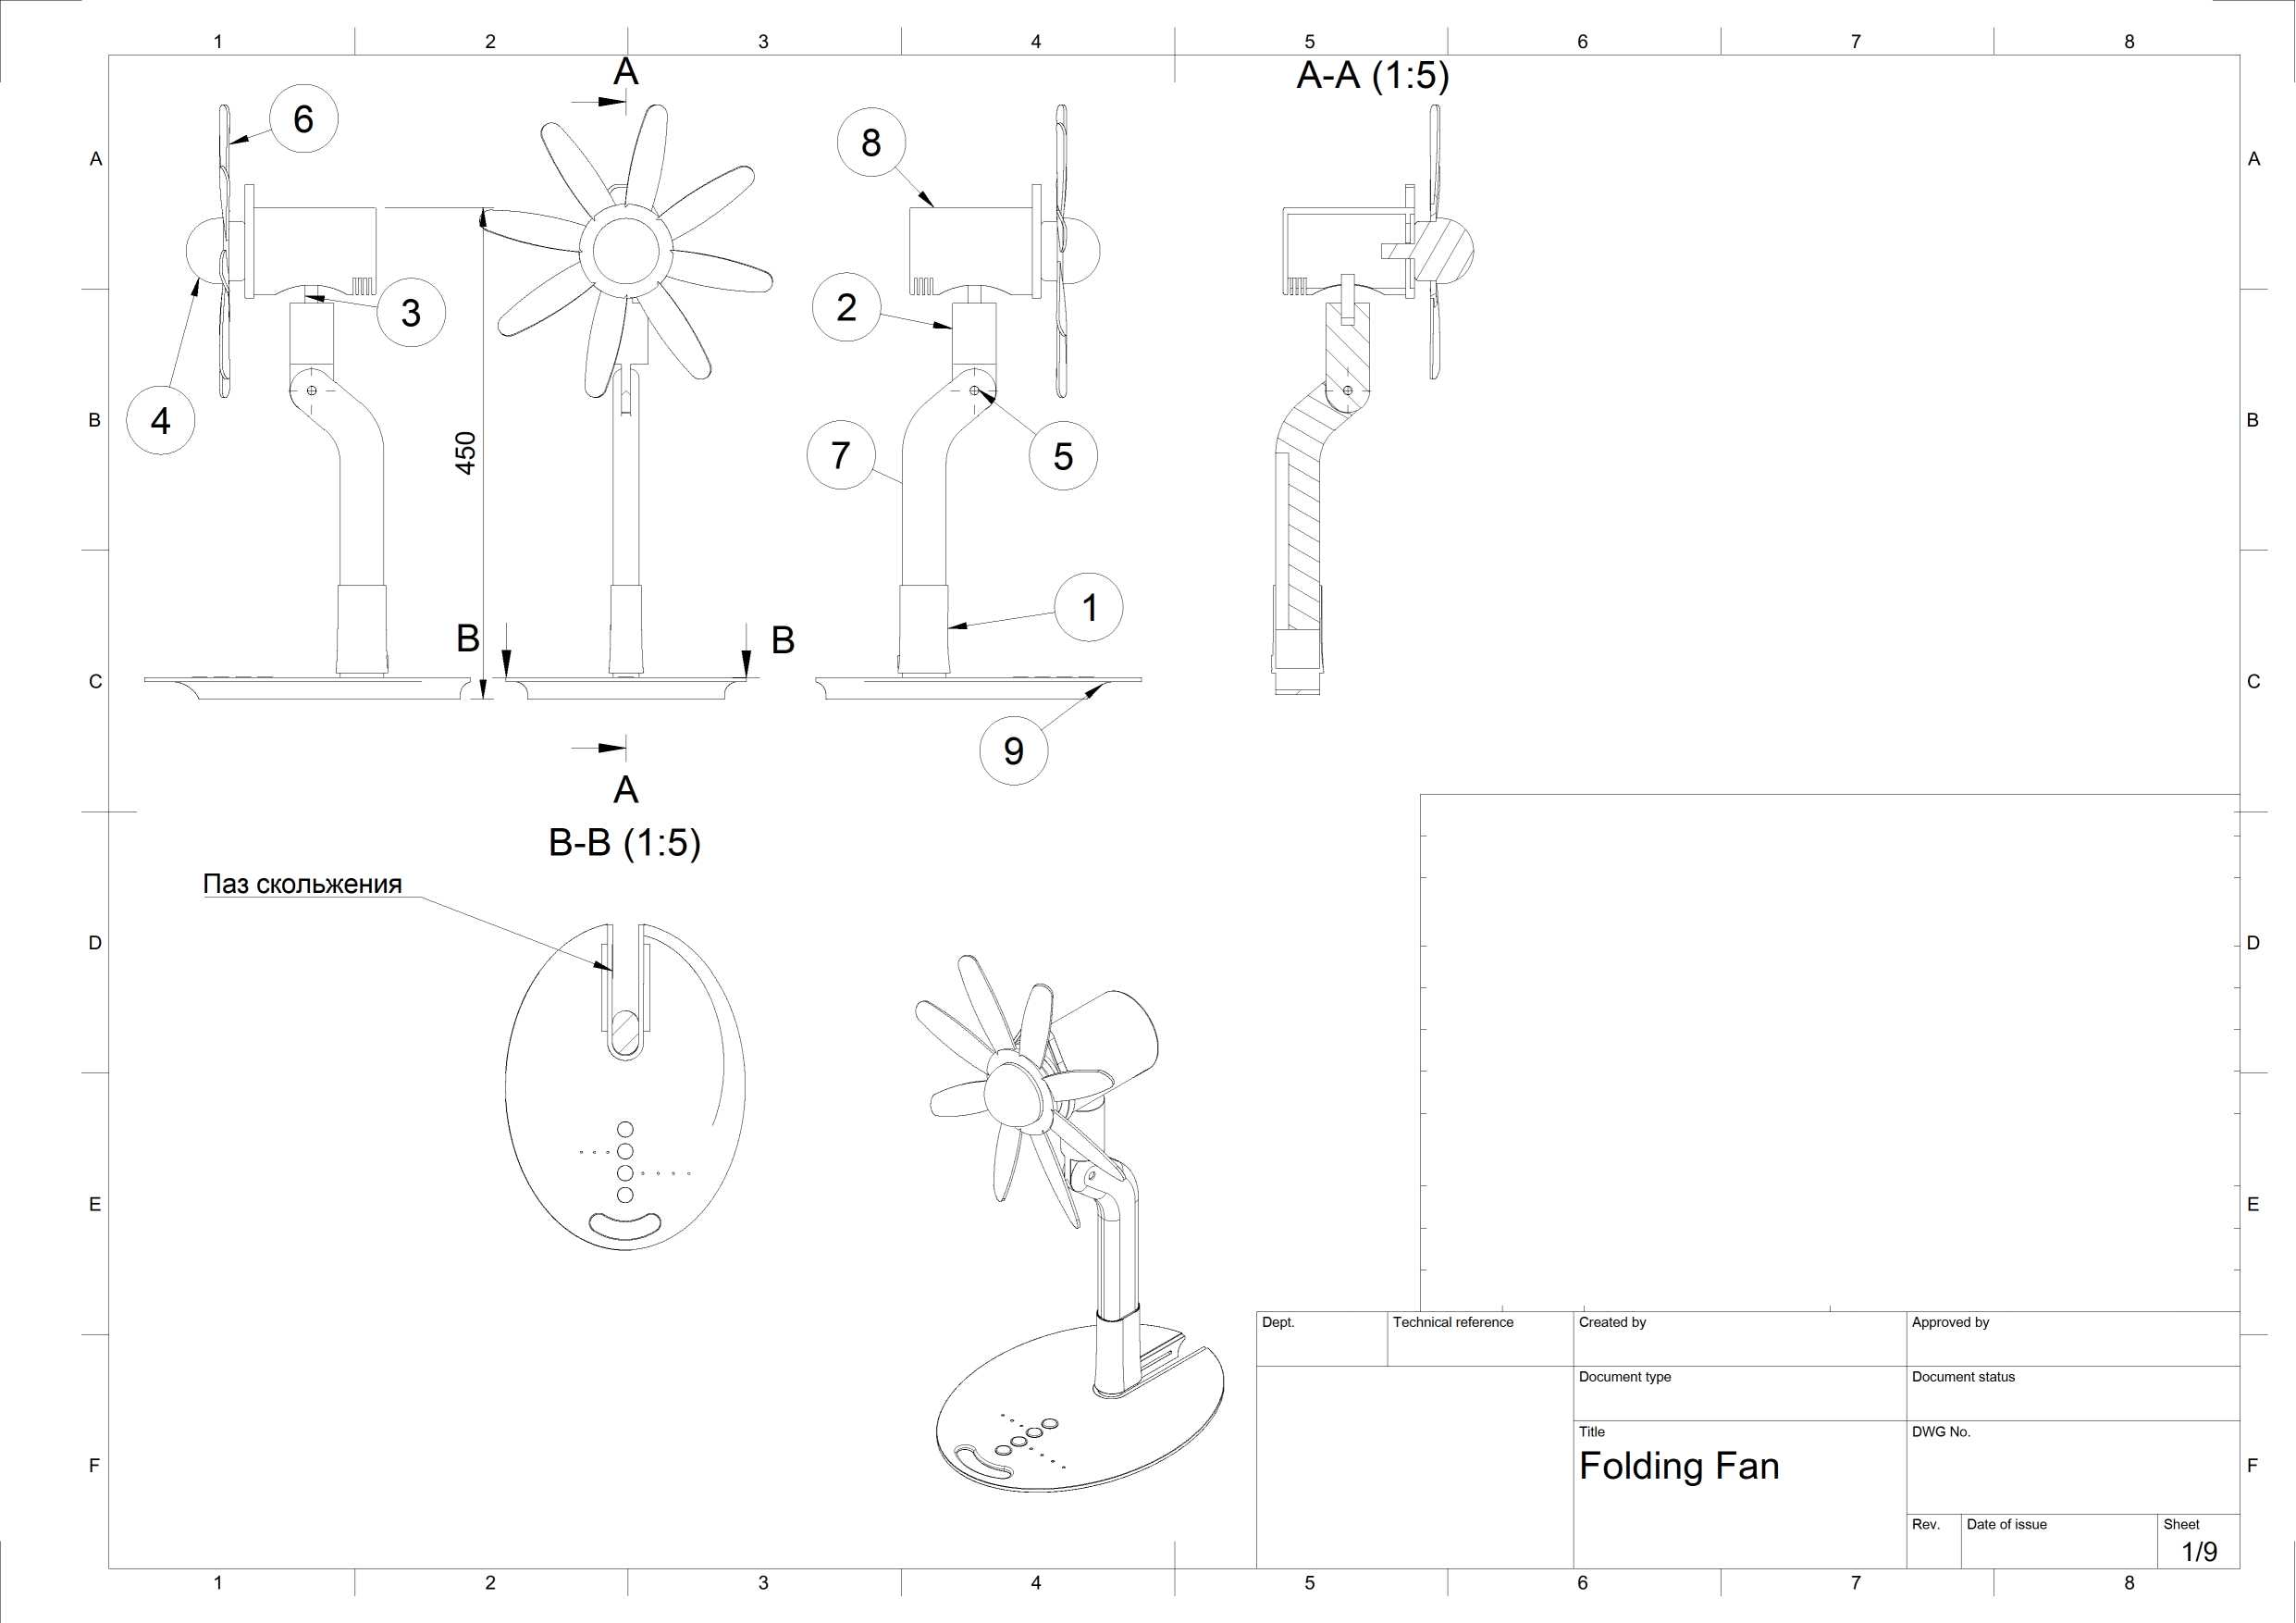 1 2 3 4 5 6 7 8
A A
B B
C C
D D
E E
F F
A
A-A (1:5)
6
8
3
2
4
7
5
450
1
B B
9
A
B-B (1:5)
Паз скольжения
Dept. Technical reference Created by Approved by
Document type Document status
Title DWG No.
Folding Fan
Rev. Date of issue Sheet
1/9
1 2 3 4 5 6 7 8